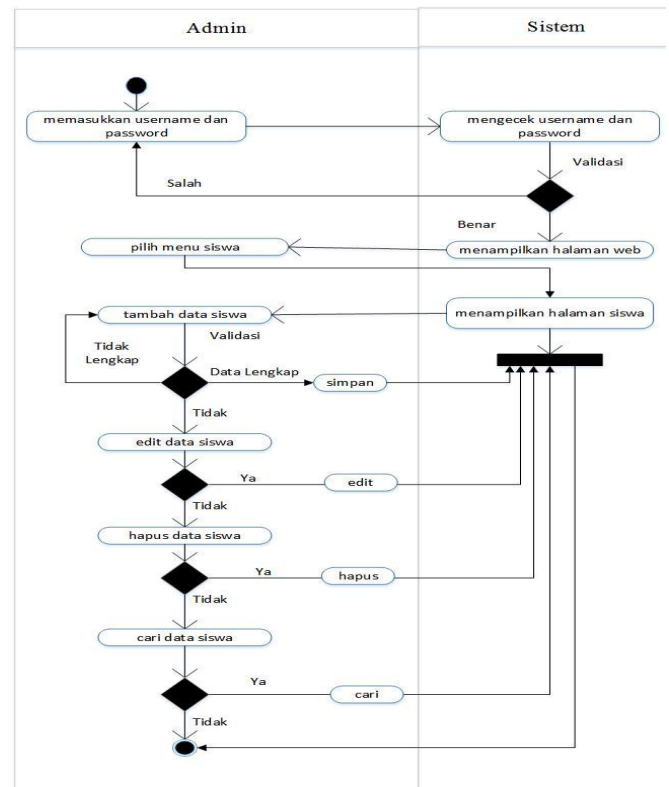 Admin
Sistem
memasukkan username dan
password
mengecek username dan
password
Validasi
Salah
Benar
pilih menu siswa
menampilkan halaman web
tambah data siswa
menampilkan halaman siswa
Validasi
Tidak
Lengkap
Data Lengkap
simpan
Tidak
edit data siswa
Ya
edit
Tidak
hapus data siswa
Ya
hapus
Tidak
cari data siswa
Ya
cari
Tidak